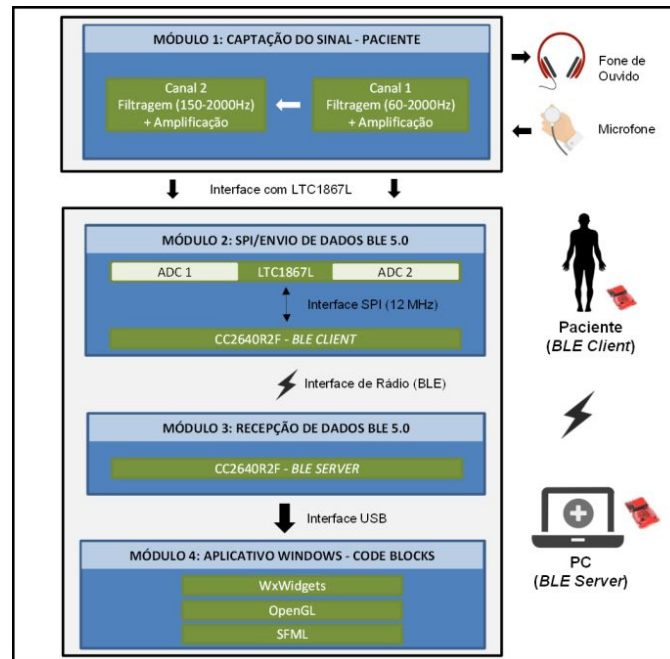 MÓDULO 1: CAPTAÇÃO DO SINAL - PACIENTE
Canal 2
Filtragem (150-2000Hz)
+ Amplificação
Canal 1
Filtragem (60-2000Hz)
+ Amplificação
Fone de
Ouvido
Microfone
Interface com LTC1867L
MÓDULO 2: SPI/ENVIO DE DADOS BLE 5.0
ADC 1
LTC1867L
ADC 2
Interface SPI (12 MHz)
CC2640R2F - BLE CLIENT
Paciente
(BLE Client)
Interface de Rádio (BLE)
MÓDULO 3: RECEPÇÃO DE DADOS BLE 5.0
CC2640R2F - BLE SERVER
Interface USB
MÓDULO 4: APLICATIVO WINDOWS - CODE BLOCKS
WxWidgets
OpenGL
SFML
PC
(BLE Server)